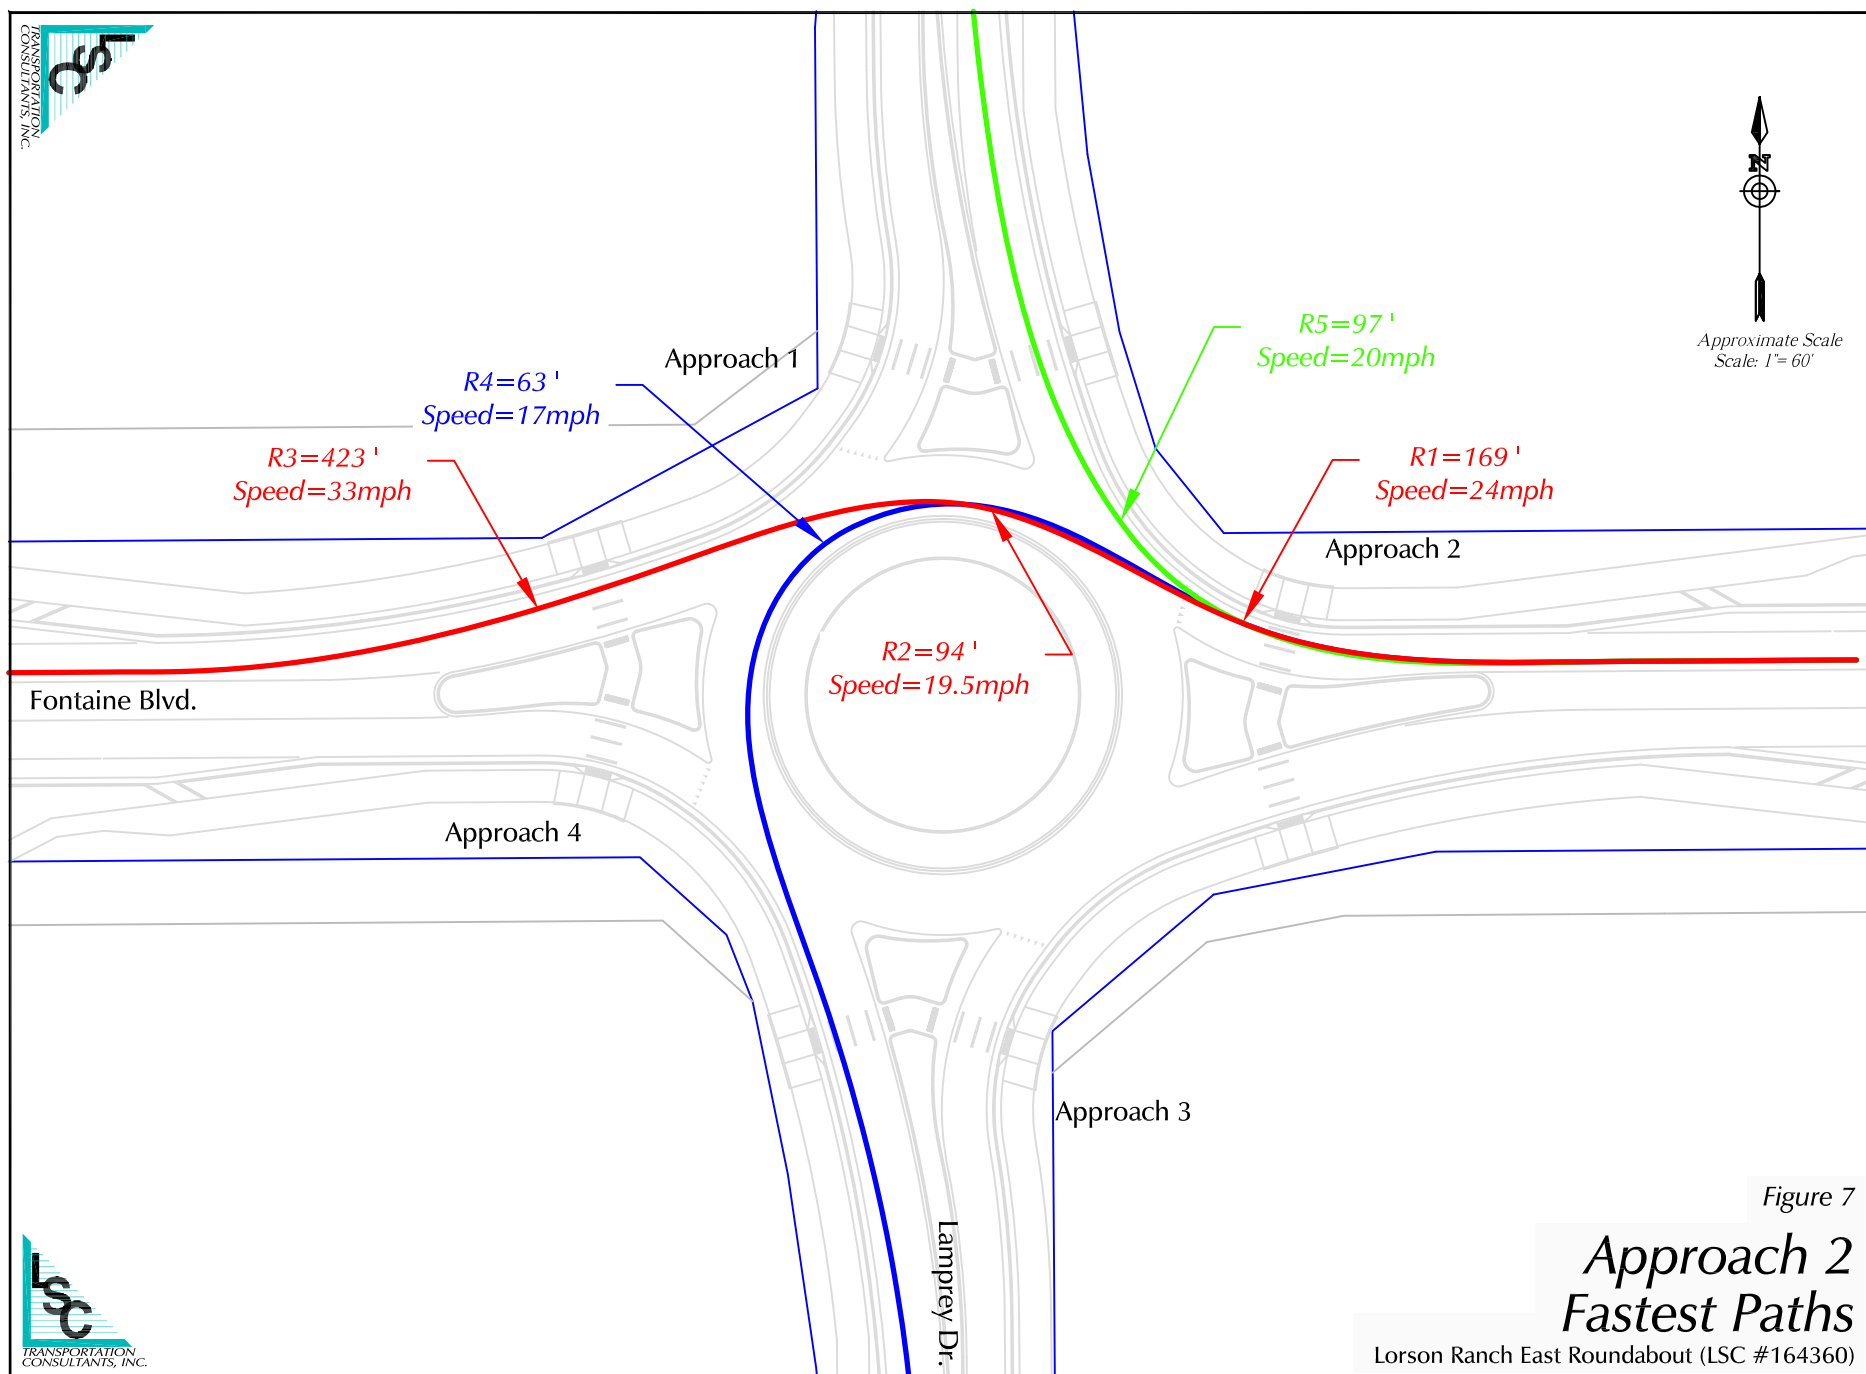 LSC
TRANSPORTATION
CONSULTANTS, INC.
N
Approximate Scale
Scale: 1"= 60'
R5=97 '
Speed=20mph
Approach 1
R4=63 '
Speed=17mph
R3=423 '
Speed=33mph
R1=169 '
Speed=24mph
Approach 2
R2=94 '
Speed=19.5mph
Fontaine Blvd.
Approach 4
Approach 3
Lamprey Dr.
Figure 7
Approach 2
Fastest Paths
Lorson Ranch East Roundabout (LSC #164360)
LSC
TRANSPORTATION
CONSULTANTS, INC.